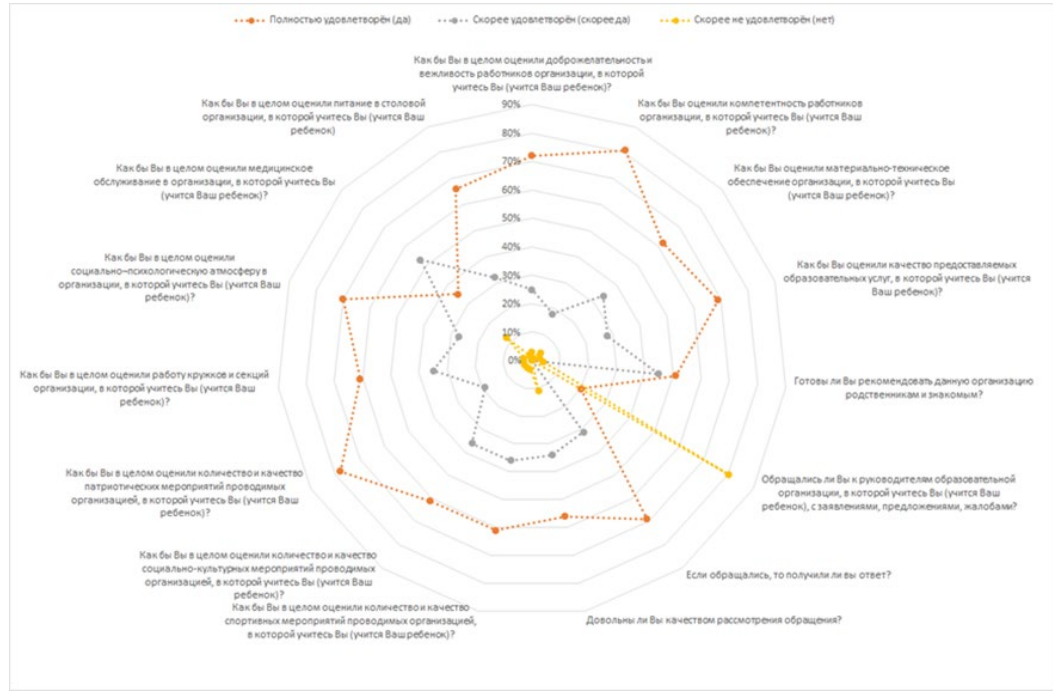 Полностью удовлетворён (да)
Скорее удовлетворён (скорее да)
Скорее не удовлетворён (нет)
Как бы Вы в целом оценили доброжелательность и
вежливость работников организации, в которой
учитесь Вы (учится Ваш ребенок)?
Как бы Вы оценили компетентность работников
организации, в которой учитесь Вы (учится Ваш
ребенок)?
Как бы Вы оценили материально-техническое
обеспечение организации, в которой учитесь Вы
(учится Ваш ребенок)?
Как бы Вы оценили качество предоставляемых
образовательных услуг, в которой учитесь Вы (учится
Ваш ребенок)?
Готовы ли Вы рекомендовать данную организацию
родственникам и знакомым?
Обращались ли Вы к руководителям образовательной
организации, в которой учитесь Вы (учится Ваш
ребенок), с заявлениями, предложениями, жалобами?
Если обращались, то получили ли вы ответ?
Довольны ли Вы качеством рассмотрения обращения?
Как бы Вы в целом оценили количество и качество
спортивных мероприятий проводимых организацией,
в которой учитесь Вы (учится Ваш ребенок)?
Как бы Вы в целом оценили количество и качество
социально-культурных мероприятий проводимых
организацией, в которой учитесь Вы (учится Ваш
ребенок)?
Как бы Вы в целом оценили количество и качество
патриотических мероприятий проводимых
организацией, в которой учитесь Вы (учится Ваш
ребенок)?
Как бы Вы в целом оценили работу кружков и секций
организации, в которой учитесь Вы (учится Ваш
ребенок)?
Как бы Вы в целом оценили
социально–психологическую атмосферу в
организации, в которой учитесь Вы (учится Ваш
ребенок)?
Как бы Вы в целом оценили медицинское
обслуживание в организации, в которой учитесь Вы
(учится Ваш ребенок)?
Как бы Вы в целом оценили питание в столовой
организации, в которой учитесь Вы (учится Ваш
ребенок)
90%
80%
70%
60%
50%
40%
30%
20%
10%
0%